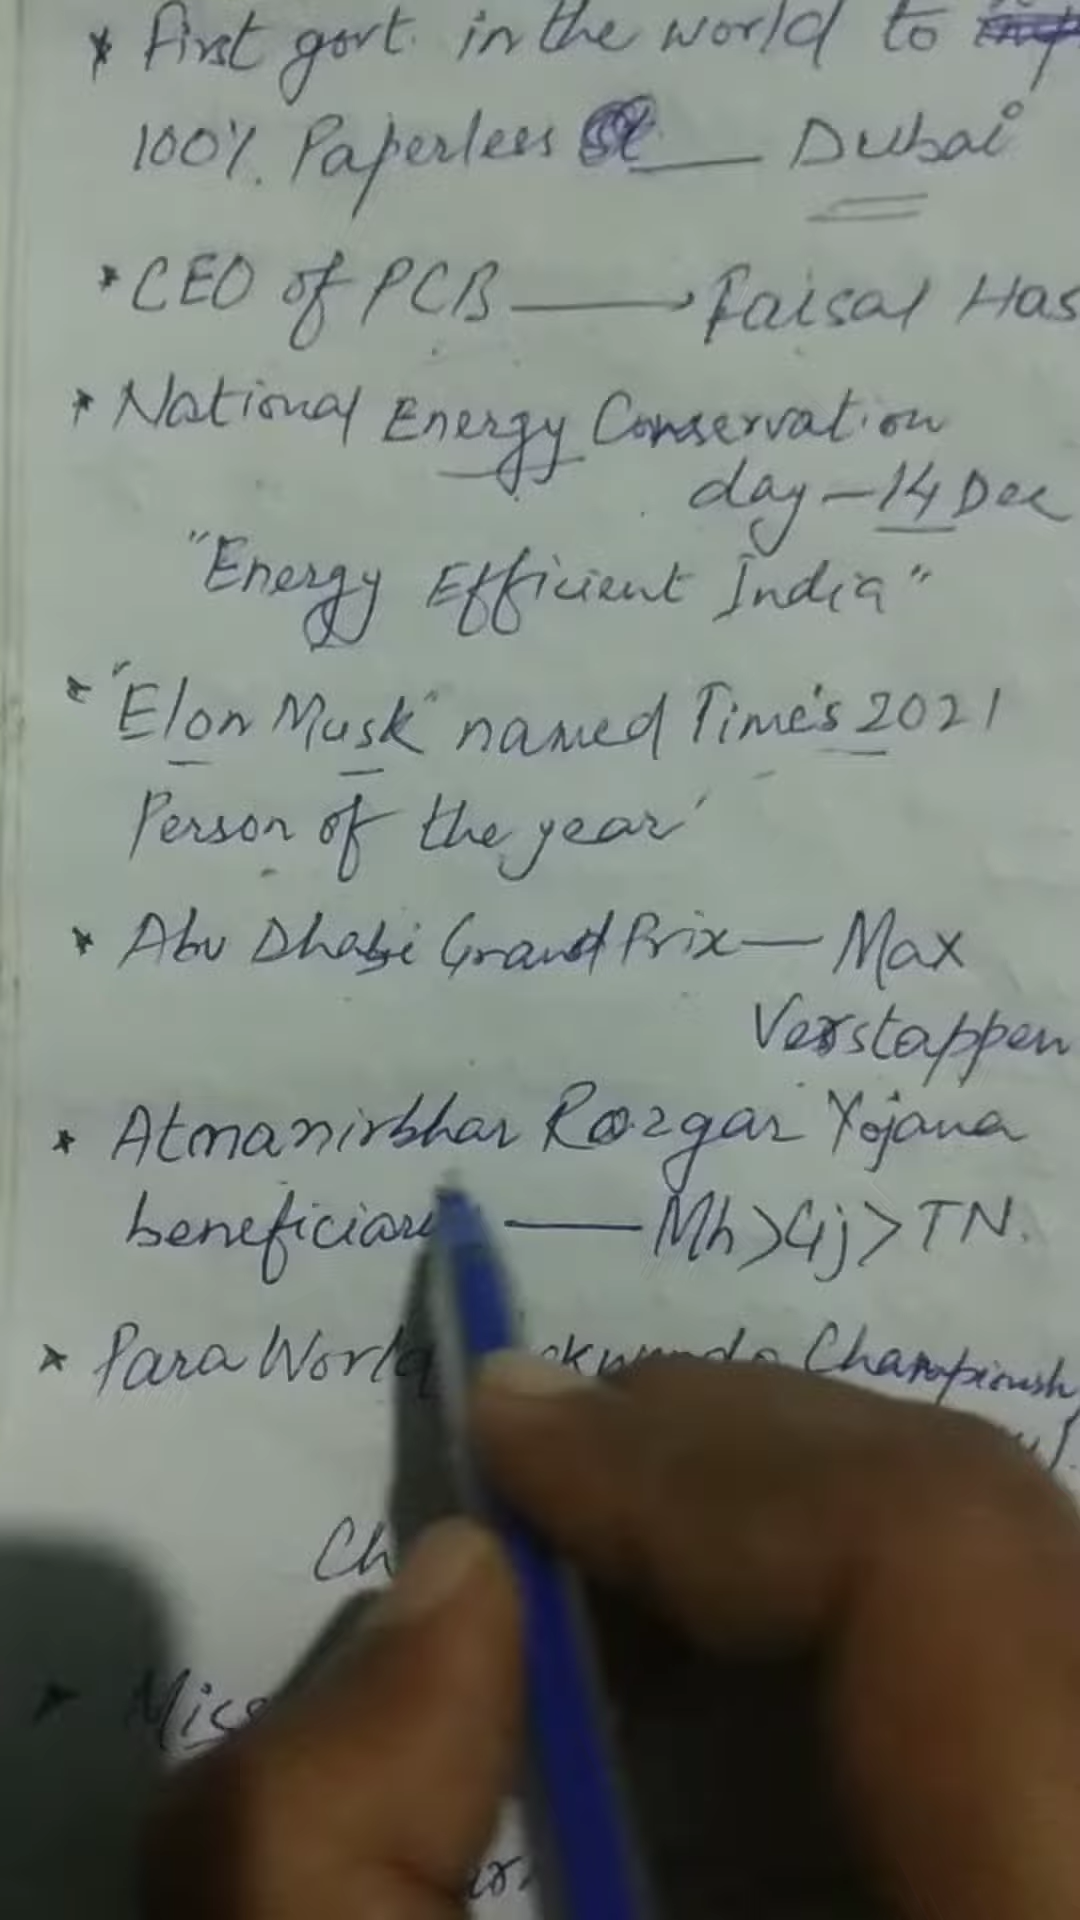 * First govt. in the world to
100% Paperless — Dubai
* CEO of PCB → Faisal Has
* National Energy Conservation
day – 14 Dec
"Energy Efficient India"
* "Elon Musk" named Time's 2021
Person of the year'
* Abu Dhabi Grand Prix — Max
Verstappen
* Atmanirbhar Rozgar Yojana
— Mh > Gj > TN.
* Para World Championsh